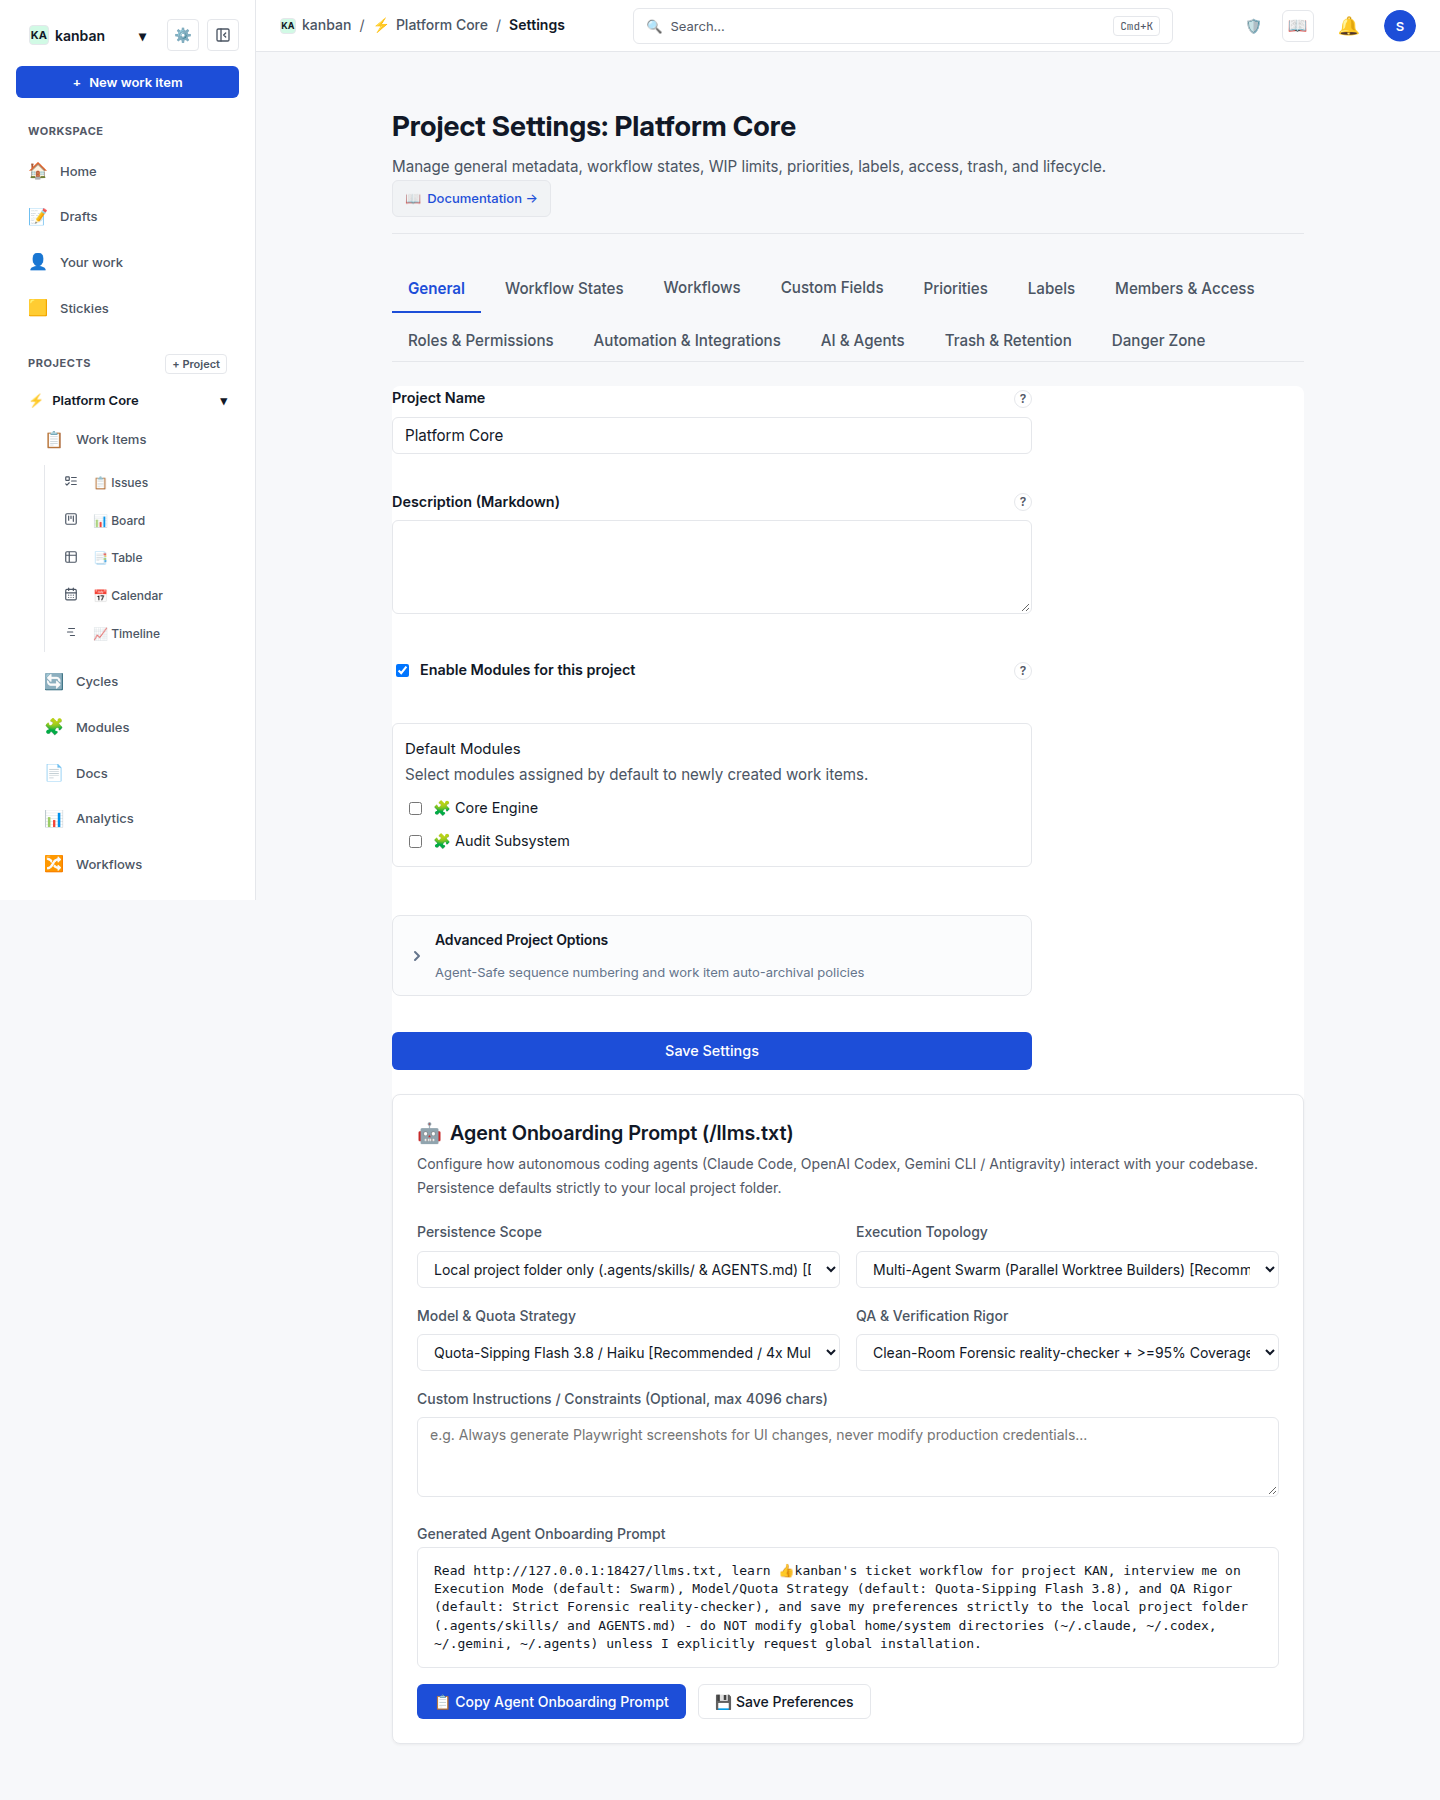 KA kanban ▾
+ New work item
WORKSPACE
Home
Drafts
Your work
Stickies
PROJECTS
+ Project
Platform Core ▾
Work Items
Issues
Board
Table
Calendar
Timeline
Cycles
Modules
Docs
Analytics
Workflows
KA kanban / ⚡ Platform Core / Settings
Search...
Cmd+K
S
Project Settings: Platform Core
Manage general metadata, workflow states, WIP limits, priorities, labels, access, trash, and lifecycle.
📖 Documentation →
General
Workflow States
Workflows
Custom Fields
Priorities
Labels
Members & Access
Roles & Permissions
Automation & Integrations
AI & Agents
Trash & Retention
Danger Zone
Project Name
?
Platform Core
Description (Markdown)
?
Enable Modules for this project
?
Default Modules
Select modules assigned by default to newly created work items.
🧩 Core Engine
🧩 Audit Subsystem
Advanced Project Options
Agent-Safe sequence numbering and work item auto-archival policies
Save Settings
🤖 Agent Onboarding Prompt (/llms.txt)
Configure how autonomous coding agents (Claude Code, OpenAI Codex, Gemini CLI / Antigravity) interact with your codebase.
Persistence defaults strictly to your local project folder.
Persistence Scope
Local project folder only (.agents/skills/ & AGENTS.md) [D
Execution Topology
Multi-Agent Swarm (Parallel Worktree Builders) [Recomm
Model & Quota Strategy
Quota-Sipping Flash 3.8 / Haiku [Recommended / 4x Mul
QA & Verification Rigor
Clean-Room Forensic reality-checker + >=95% Coverage
Custom Instructions / Constraints (Optional, max 4096 chars)
e.g. Always generate Playwright screenshots for UI changes, never modify production credentials...
Generated Agent Onboarding Prompt
Read http://127.0.0.1:18427/llms.txt, learn 👍kanban's ticket workflow for project KAN, interview me on
Execution Mode (default: Swarm), Model/Quota Strategy (default: Quota-Sipping Flash 3.8), and QA Rigor
(default: Strict Forensic reality-checker), and save my preferences strictly to the local project folder
(.agents/skills/ and AGENTS.md) - do NOT modify global home/system directories (~/.claude, ~/.codex,
~/.gemini, ~/.agents) unless I explicitly request global installation.
📋 Copy Agent Onboarding Prompt
💾 Save Preferences